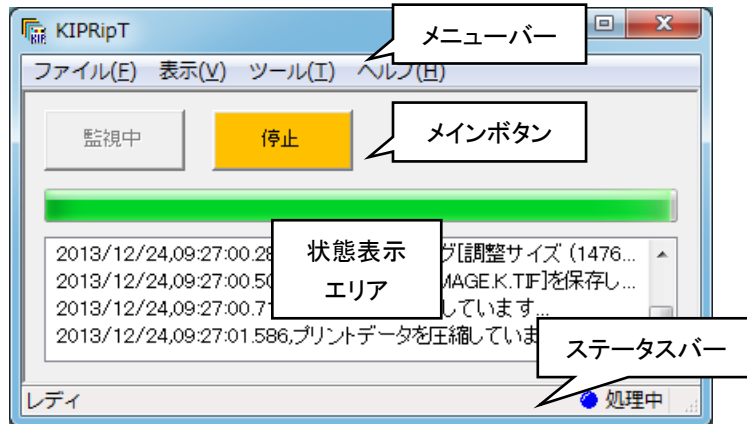 KIPRipT
メニューバー
ファイル(F) 表示(V) ツール(T) ヘルプ(H)
監視中
停止
メインボタン
2013/12/24,09:27:00.28 グ[調整サイズ (1476...
2013/12/24,09:27:00.50 MAGE.K.TIF]を保存し...
2013/12/24,09:27:00.71 しています...
2013/12/24,09:27:01.586,プリントデータを圧縮していま
状態表示
エリア
ステータスバー
レディ
処理中